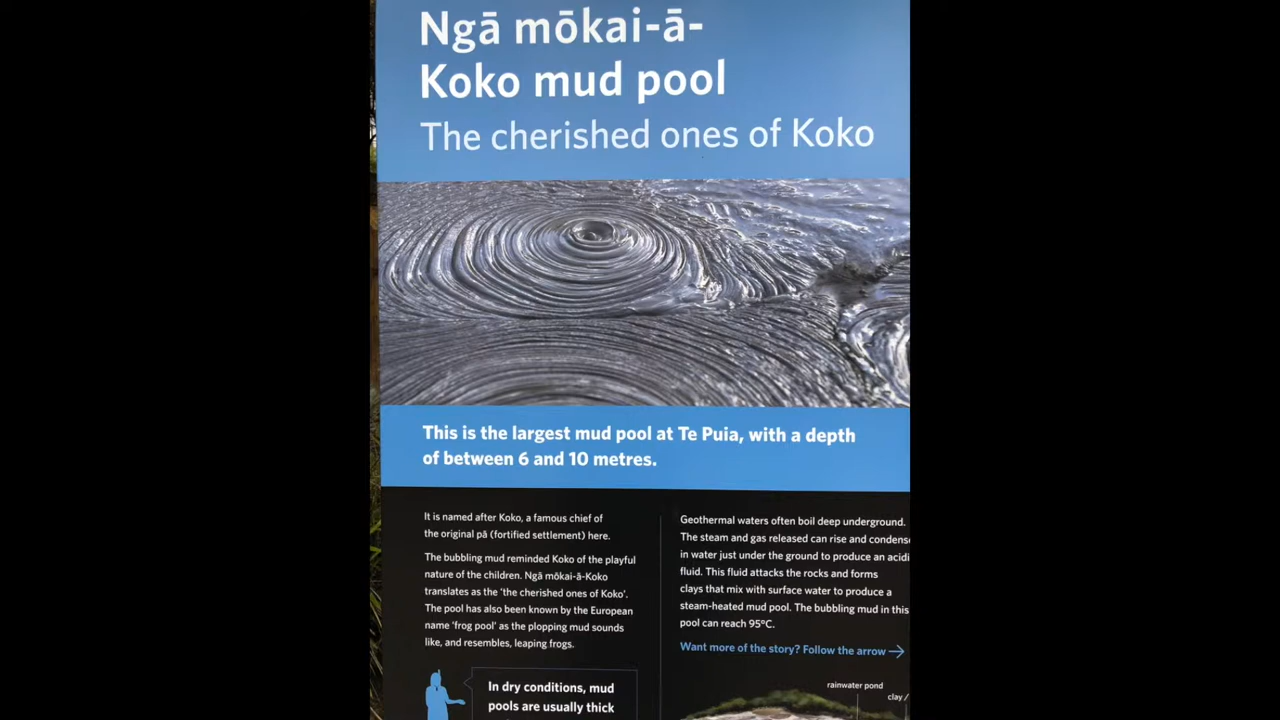 Ngā mōkai-ā-
Koko mud pool
The cherished ones of Koko
This is the largest mud pool at Te Puia, with a depth
of between 6 and 10 metres.
It is named after Koko, a famous chief of
the original pā (fortified settlement) here.
The bubbling mud reminded Koko of the playful
nature of the children. Ngā mōkai-ā-Koko
translates as the ‘the cherished ones of Koko’.
The pool has also been known by the European
name ‘frog pool’ as the plopping mud sounds
like, and resembles, leaping frogs.
In dry conditions, mud
pools are usually thick
Geothermal waters often boil deep underground.
The steam and gas released can rise and condense
in water just under the ground to produce an acidi
fluid. This fluid attacks the rocks and forms
clays that mix with surface water to produce a
steam-heated mud pool. The bubbling mud in this
pool can reach 95°C.
Want more of the story? Follow the arrow →
rainwater pond
clay /